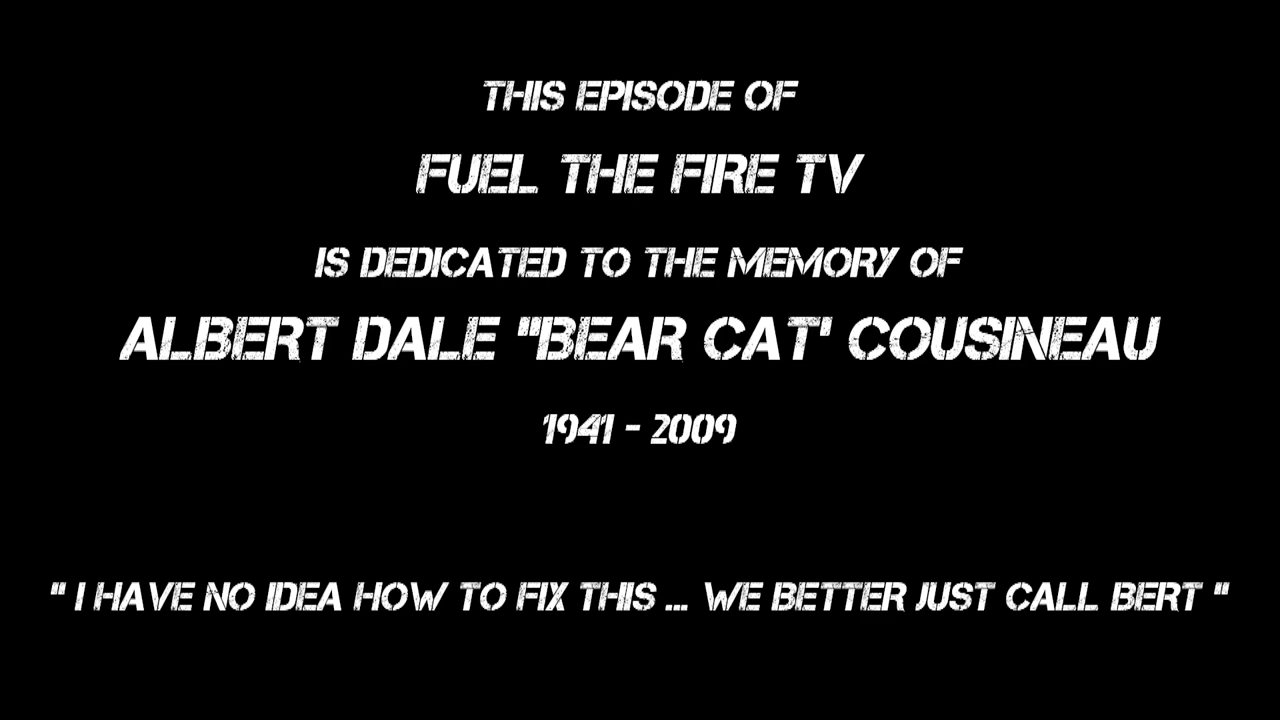 THIS EPISODE OF
FUEL THE FIRE TV
IS DEDICATED TO THE MEMORY OF
ALBERT DALE "BEAR CAT' COUSINEAU
1941 - 2009
" I HAVE NO IDEA HOW TO FIX THIS ... WE BETTER JUST CALL BERT "